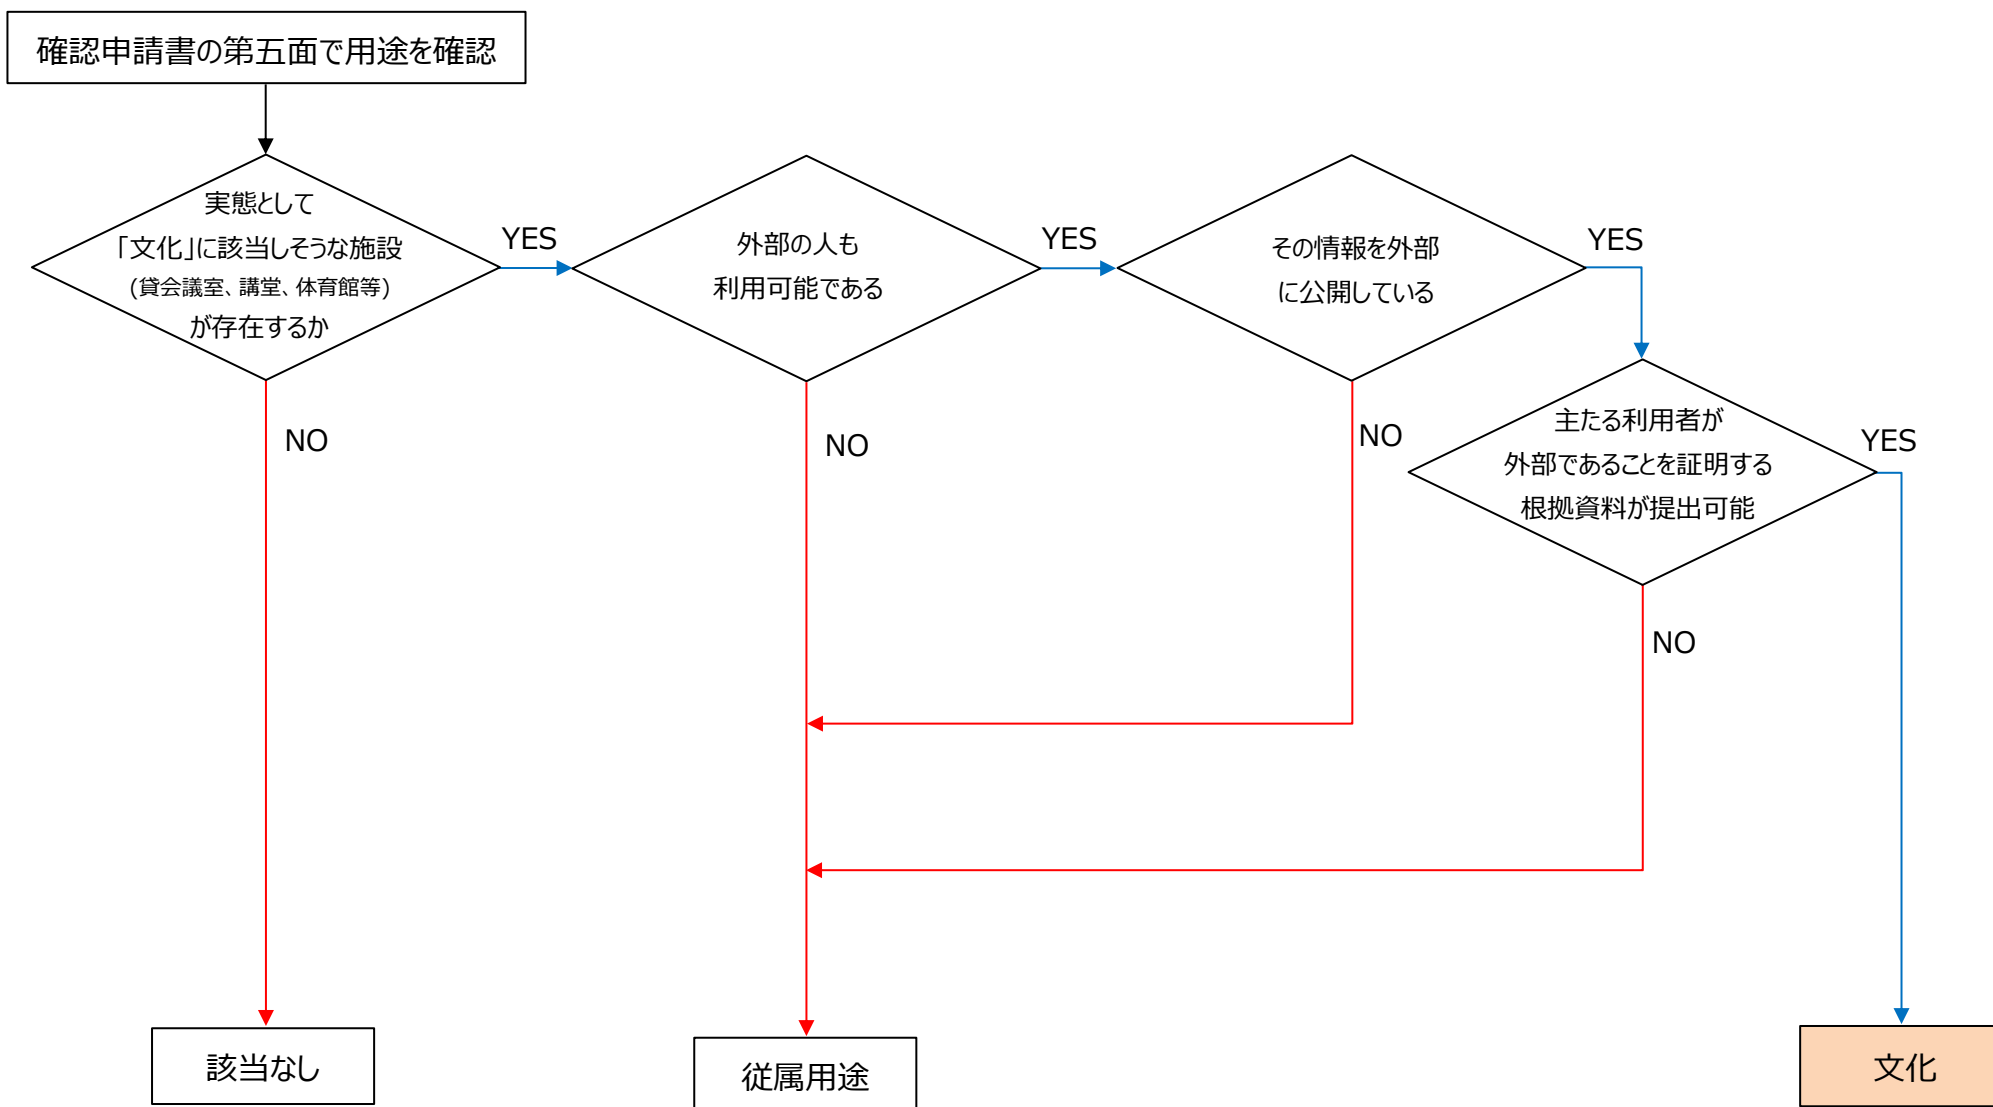 確認申請書の第五面で用途を確認
実態として
「文化」に該当しそうな施設
(貸会議室、講堂、体育館等)
が存在するか
YES
外部の人も
利用可能である
YES
その情報を外部
に公開している
YES
主たる利用者が
外部であることを証明する
根拠資料が提出可能
YES
NO
NO
NO
NO
該当なし
従属用途
文化